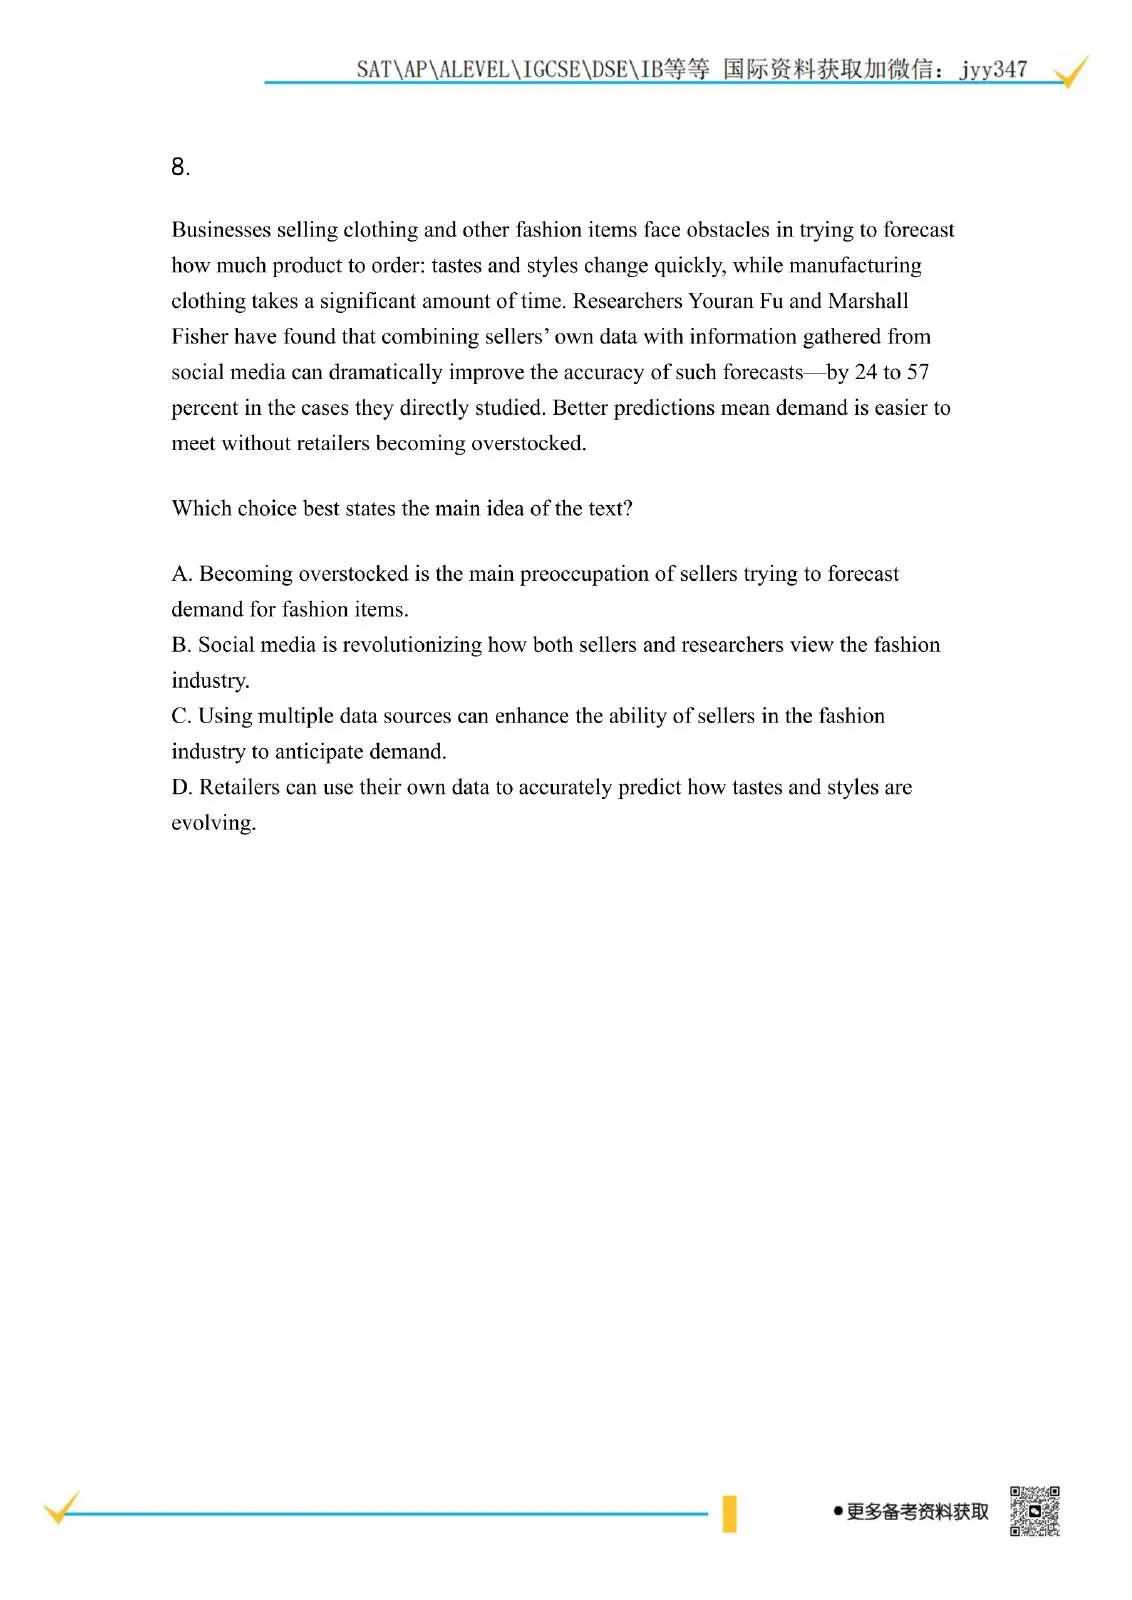 SAT\AP\ALEVEL\IGCSE\DSE\IB等等 国际资料获取加微信：jyy347
8.
Businesses selling clothing and other fashion items face obstacles in trying to forecast
how much product to order: tastes and styles change quickly, while manufacturing
clothing takes a significant amount of time. Researchers Youran Fu and Marshall
Fisher have found that combining sellers’ own data with information gathered from
social media can dramatically improve the accuracy of such forecasts—by 24 to 57
percent in the cases they directly studied. Better predictions mean demand is easier to
meet without retailers becoming overstocked.
Which choice best states the main idea of the text?
A. Becoming overstocked is the main preoccupation of sellers trying to forecast
demand for fashion items.
B. Social media is revolutionizing how both sellers and researchers view the fashion
industry.
C. Using multiple data sources can enhance the ability of sellers in the fashion
industry to anticipate demand.
D. Retailers can use their own data to accurately predict how tastes and styles are
evolving.
●更多备考资料获取